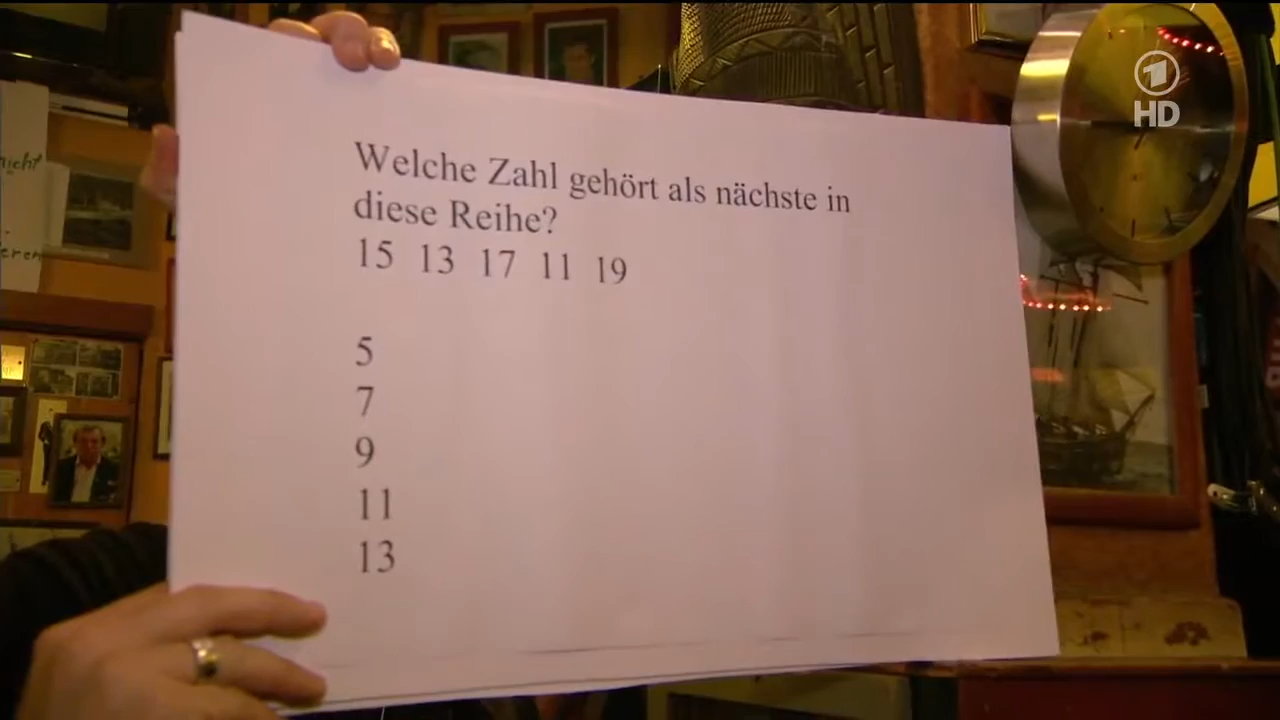 Welche Zahl gehört als nächste in
diese Reihe?
15 13 17 11 19
5
7
9
11
13
1
HD
nicht